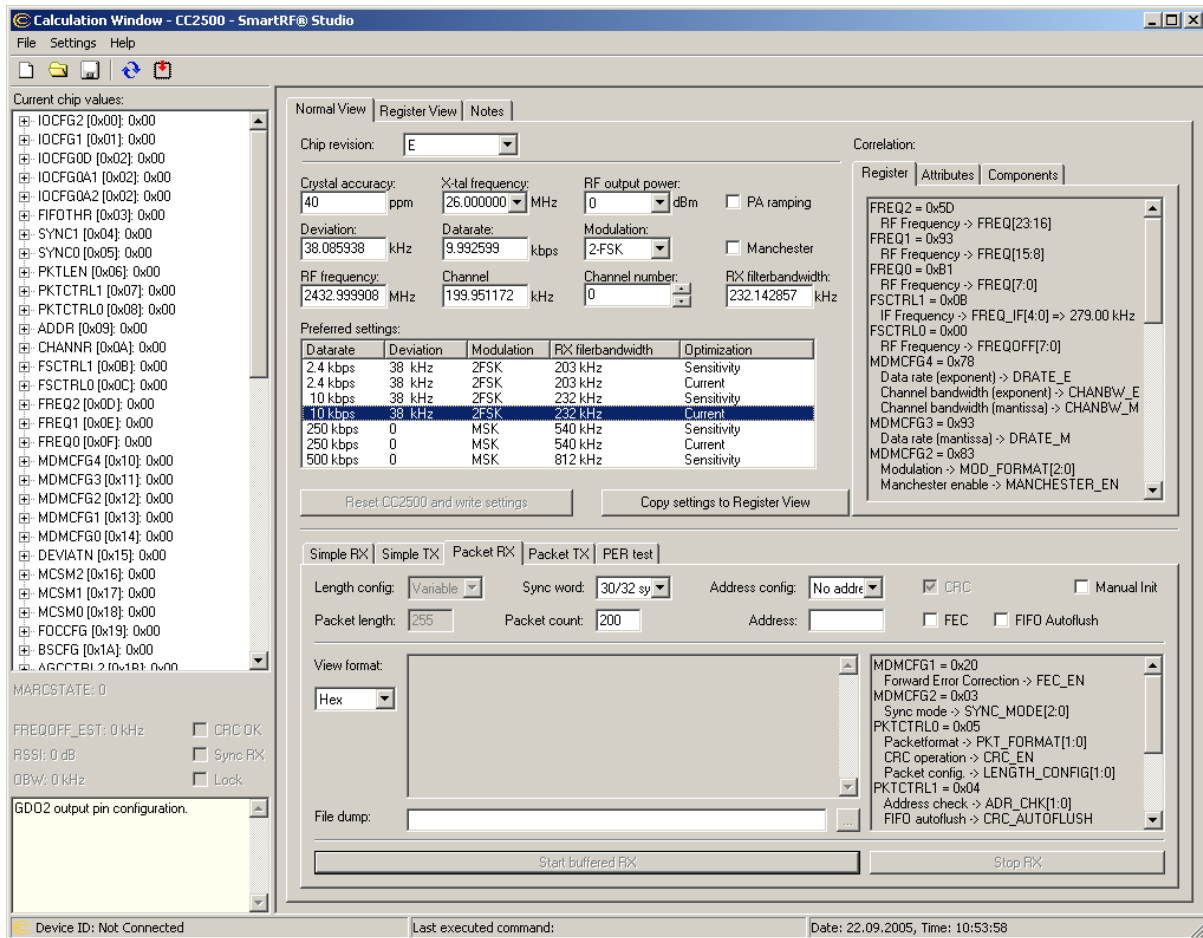 Calculation Window - CC2500 - SmartRF® Studio
File Settings Help
Current chip values:
IOCFG2 [0x00]: 0x00
IOCFG1 [0x01]: 0x00
IOCFG0D [0x02]: 0x00
IOCFG0A1 [0x02]: 0x00
IOCFG0A2 [0x02]: 0x00
FIFOTHR [0x03]: 0x00
SYNC1 [0x04]: 0x00
SYNC0 [0x05]: 0x00
PKTLEN [0x06]: 0x00
PKTCTRL1 [0x07]: 0x00
PKTCTRL0 [0x08]: 0x00
ADDR [0x09]: 0x00
CHANNR [0x0A]: 0x00
FSCTRL1 [0x0B]: 0x00
FSCTRL0 [0x0C]: 0x00
FREQ2 [0x0D]: 0x00
FREQ1 [0x0E]: 0x00
FREQ0 [0x0F]: 0x00
MDMCFG4 [0x10]: 0x00
MDMCFG3 [0x11]: 0x00
MDMCFG2 [0x12]: 0x00
MDMCFG1 [0x13]: 0x00
MDMCFG0 [0x14]: 0x00
DEVIATN [0x15]: 0x00
MCSM2 [0x16]: 0x00
MCSM1 [0x17]: 0x00
MCSM0 [0x18]: 0x00
FOCCFG [0x19]: 0x00
BSCFG [0x1A]: 0x00
AGCCTRL2 [0x1B]: 0x00
MARCSTATE: 0
FREQOFF_EST: 0 kHz CRC OK
RSSI: 0 dB Sync RX
OBW: 0 kHz Lock
GDO2 output pin configuration.
Normal View Register View Notes
Chip revision: E
Crystal accuracy: X-tal frequency: RF output power:
40 ppm 26.000000 MHz 0 dBm PA ramping
Deviation: Datarate: Modulation:
38.085938 kHz 9.992599 kbps 2-FSK Manchester
RF frequency: Channel Channel number: RX filterbandwidth:
2432.999908 MHz 199.951172 kHz 0 232.142857 kHz
Preferred settings:
Datarate Deviation Modulation RX filerbandwidth Optimization
2.4 kbps 38 kHz 2FSK 203 kHz Sensitivity
2.4 kbps 38 kHz 2FSK 203 kHz Current
10 kbps 38 kHz 2FSK 232 kHz Sensitivity
10 kbps 38 kHz 2FSK 232 kHz Current
250 kbps 0 MSK 540 kHz Sensitivity
250 kbps 0 MSK 540 kHz Current
500 kbps 0 MSK 812 kHz Sensitivity
Reset CC2500 and write settings Copy settings to Register View
Correlation:
Register Attributes Components
FREQ2 = 0x5D
RF Frequency -> FREQ[23:16]
FREQ1 = 0x93
RF Frequency -> FREQ[15:8]
FREQ0 = 0xB1
RF Frequency -> FREQ[7:0]
FSCTRL1 = 0x0B
IF Frequency -> FREQ_IF[4:0] => 279.00 kHz
FSCTRL0 = 0x00
RF Frequency -> FREQOFF[7:0]
MDMCFG4 = 0x78
Data rate (exponent) -> DRATE_E
Channel bandwidth (exponent) -> CHANBW_E
Channel bandwidth (mantissa) -> CHANBW_M
MDMCFG3 = 0x93
Data rate (mantissa) -> DRATE_M
MDMCFG2 = 0x83
Modulation -> MOD_FORMAT[2:0]
Manchester enable -> MANCHESTER_EN
Simple RX Simple TX Packet RX Packet TX PER test
Length config: Variable Sync word: 30/32 sy Address config: No addre CRC Manual Init
Packet length: 255 Packet count: 200 Address: FEC FIFO Autoflush
View format:
Hex
File dump: ...
MDMCFG1 = 0x20
Forward Error Correction -> FEC_EN
MDMCFG2 = 0x03
Sync mode -> SYNC_MODE[2:0]
PKTCTRL0 = 0x05
Packetformat -> PKT_FORMAT[1:0]
CRC operation -> CRC_EN
Packet config. -> LENGTH_CONFIG[1:0]
PKTCTRL1 = 0x04
Address check -> ADR_CHK[1:0]
FIFO autoflush -> CRC_AUTOFLUSH
Start buffered RX Stop RX
Device ID: Not Connected Last executed command: Date: 22.09.2005, Time: 10:53:58